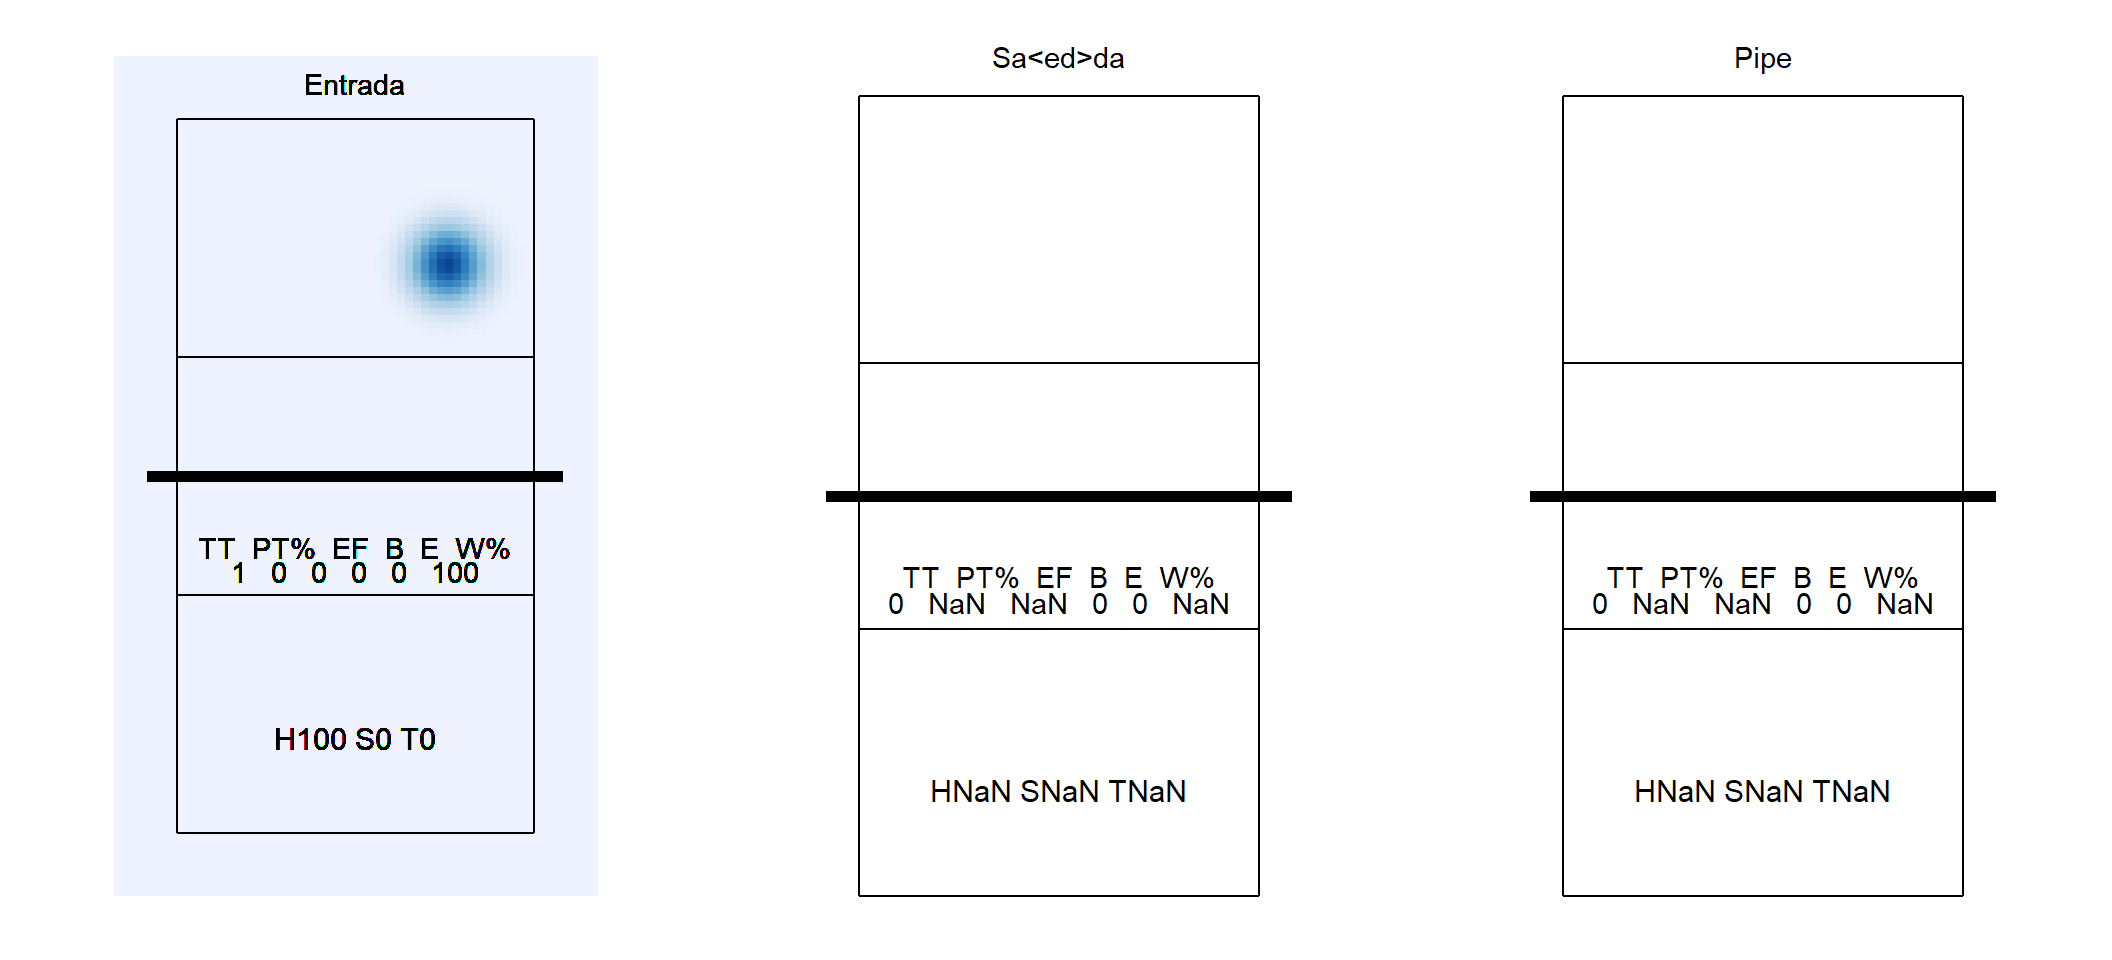 Entrada
TT PT% EF B E W%
1 0 0 0 0 100
H100 S0 T0
Sa<ed>da
TT PT% EF B E W%
0 NaN NaN 0 0 NaN
HNaN SNaN TNaN
Pipe
TT PT% EF B E W%
0 NaN NaN 0 0 NaN
HNaN SNaN TNaN